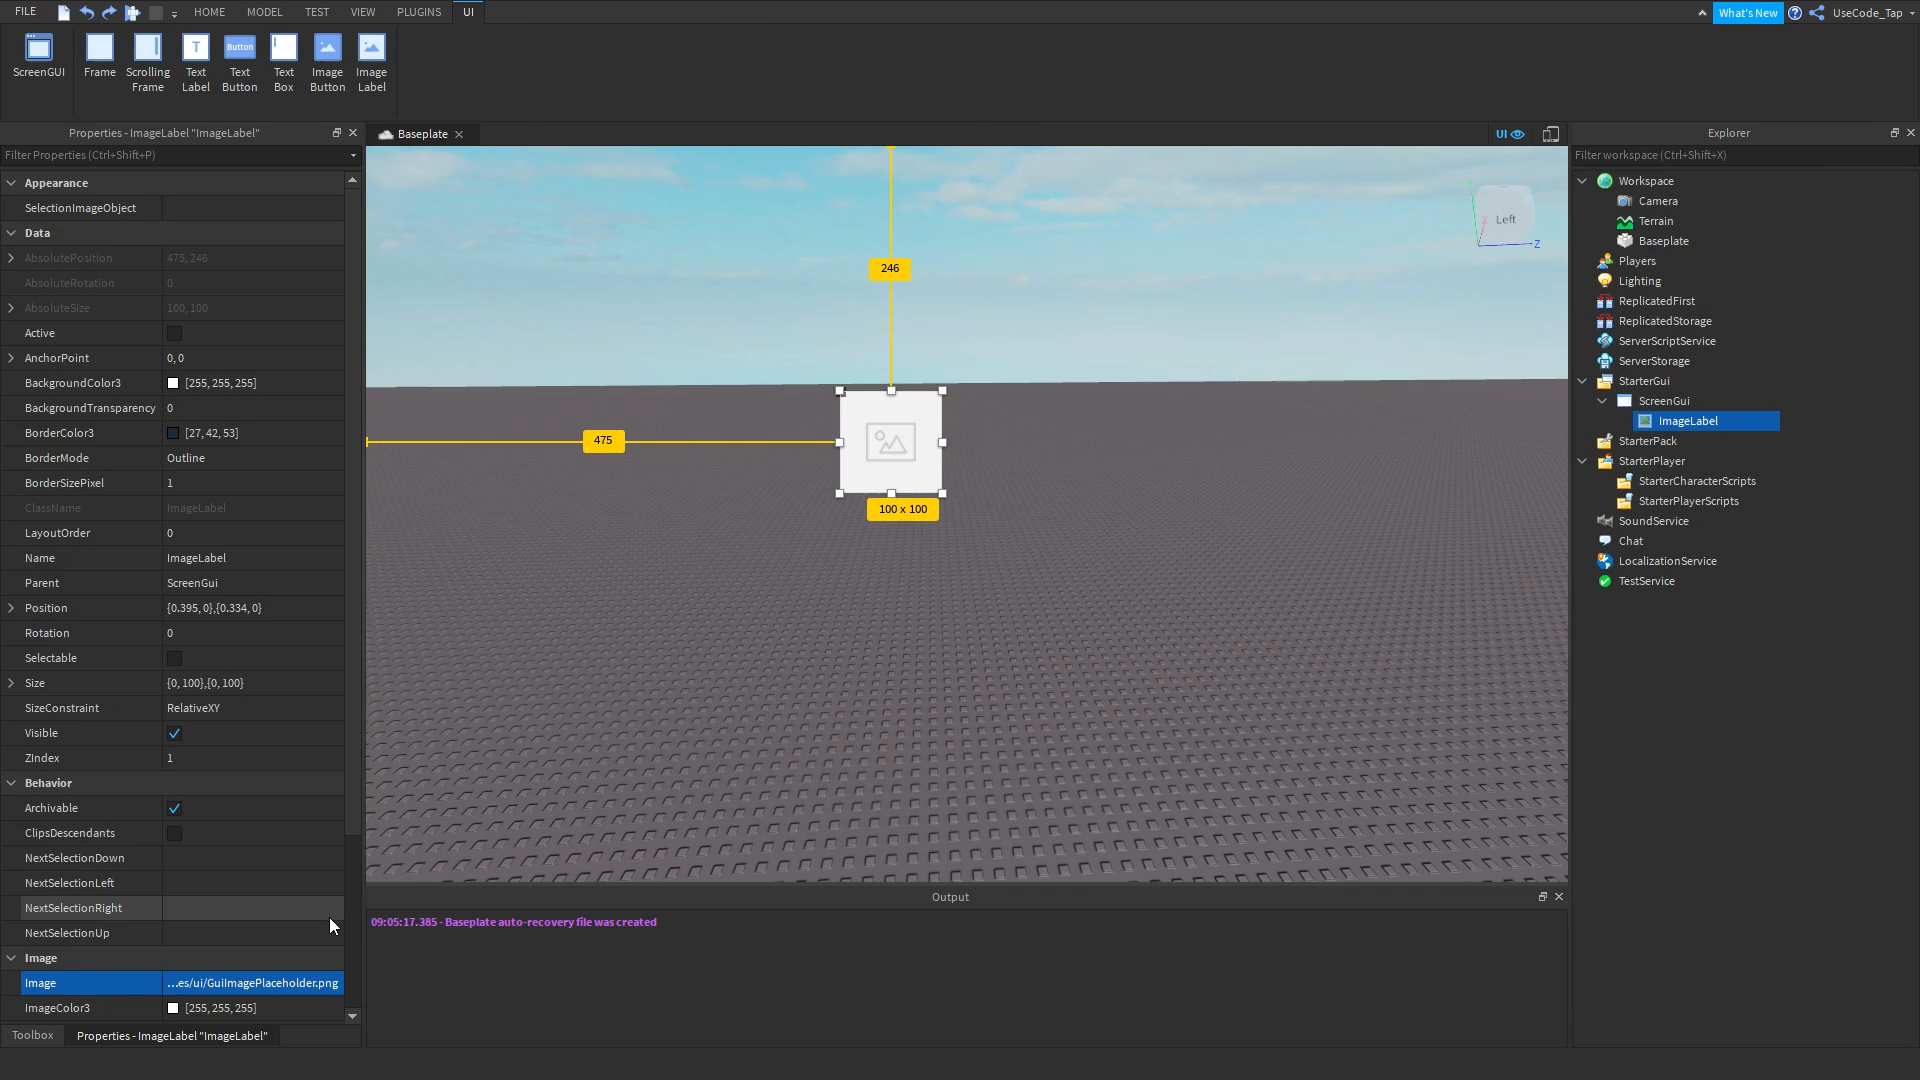 FILE HOME MODEL TEST VIEW PLUGINS UI What's New UseCode_Tap
ScreenGUI
Frame
Scrolling
Frame
T
Text
Label
Button
Text
Button
Text
Box
Image
Button
Image
Label
Properties - ImageLabel "ImageLabel"
Filter Properties (Ctrl+Shift+P)
Appearance
SelectionImageObject
Data
AbsolutePosition 475, 246
AbsoluteRotation 0
AbsoluteSize 100, 100
Active
AnchorPoint 0, 0
BackgroundColor3 [255, 255, 255]
BackgroundTransparency 0
BorderColor3 [27, 42, 53]
BorderMode Outline
BorderSizePixel 1
ClassName ImageLabel
LayoutOrder 0
Name ImageLabel
Parent ScreenGui
Position {0.395, 0},{0.334, 0}
Rotation 0
Selectable
Size {0, 100},{0, 100}
SizeConstraint RelativeXY
Visible
ZIndex 1
Behavior
Archivable
ClipsDescendants
NextSelectionDown
NextSelectionLeft
NextSelectionRight
NextSelectionUp
Image
Image ...es/ui/GuiImagePlaceholder.png
ImageColor3 [255, 255, 255]
Toolbox Properties - ImageLabel "ImageLabel"
Baseplate
UI
Left
Z
246
475
100 x 100
Output
09:05:17.385 - Baseplate auto-recovery file was created
Explorer
Filter workspace (Ctrl+Shift+X)
Workspace
Camera
Terrain
Baseplate
Players
Lighting
ReplicatedFirst
ReplicatedStorage
ServerScriptService
ServerStorage
StarterGui
ScreenGui
ImageLabel
StarterPack
StarterPlayer
StarterCharacterScripts
StarterPlayerScripts
SoundService
Chat
LocalizationService
TestService